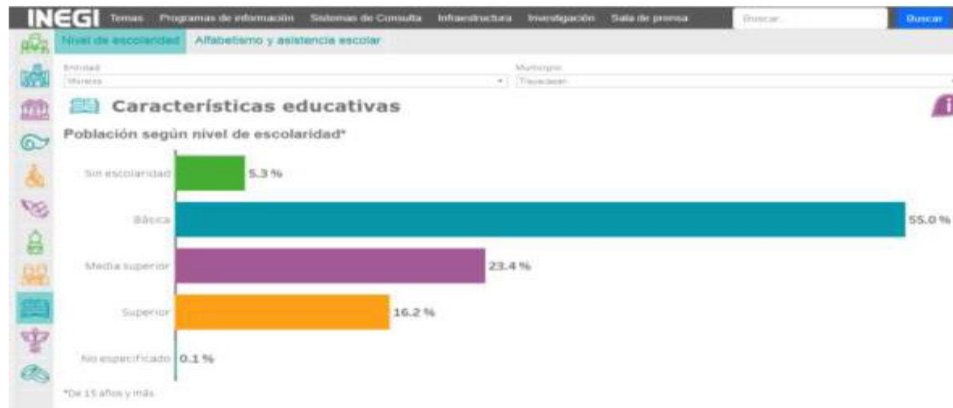 INEGI Temas Programas de información Sistemas de Consulta Infraestructura Investigación Sala de prensa Buscar... Buscar
Nivel de escolaridad Alfabetismo y asistencia escolar
Entidad Municipio
Morelos Tlayacapan
Características educativas
Población según nivel de escolaridad*
Sin escolaridad 5.3 %
Básica 55.0 %
Media superior 23.4 %
Superior 16.2 %
No especificado 0.1 %
*De 15 años y más.